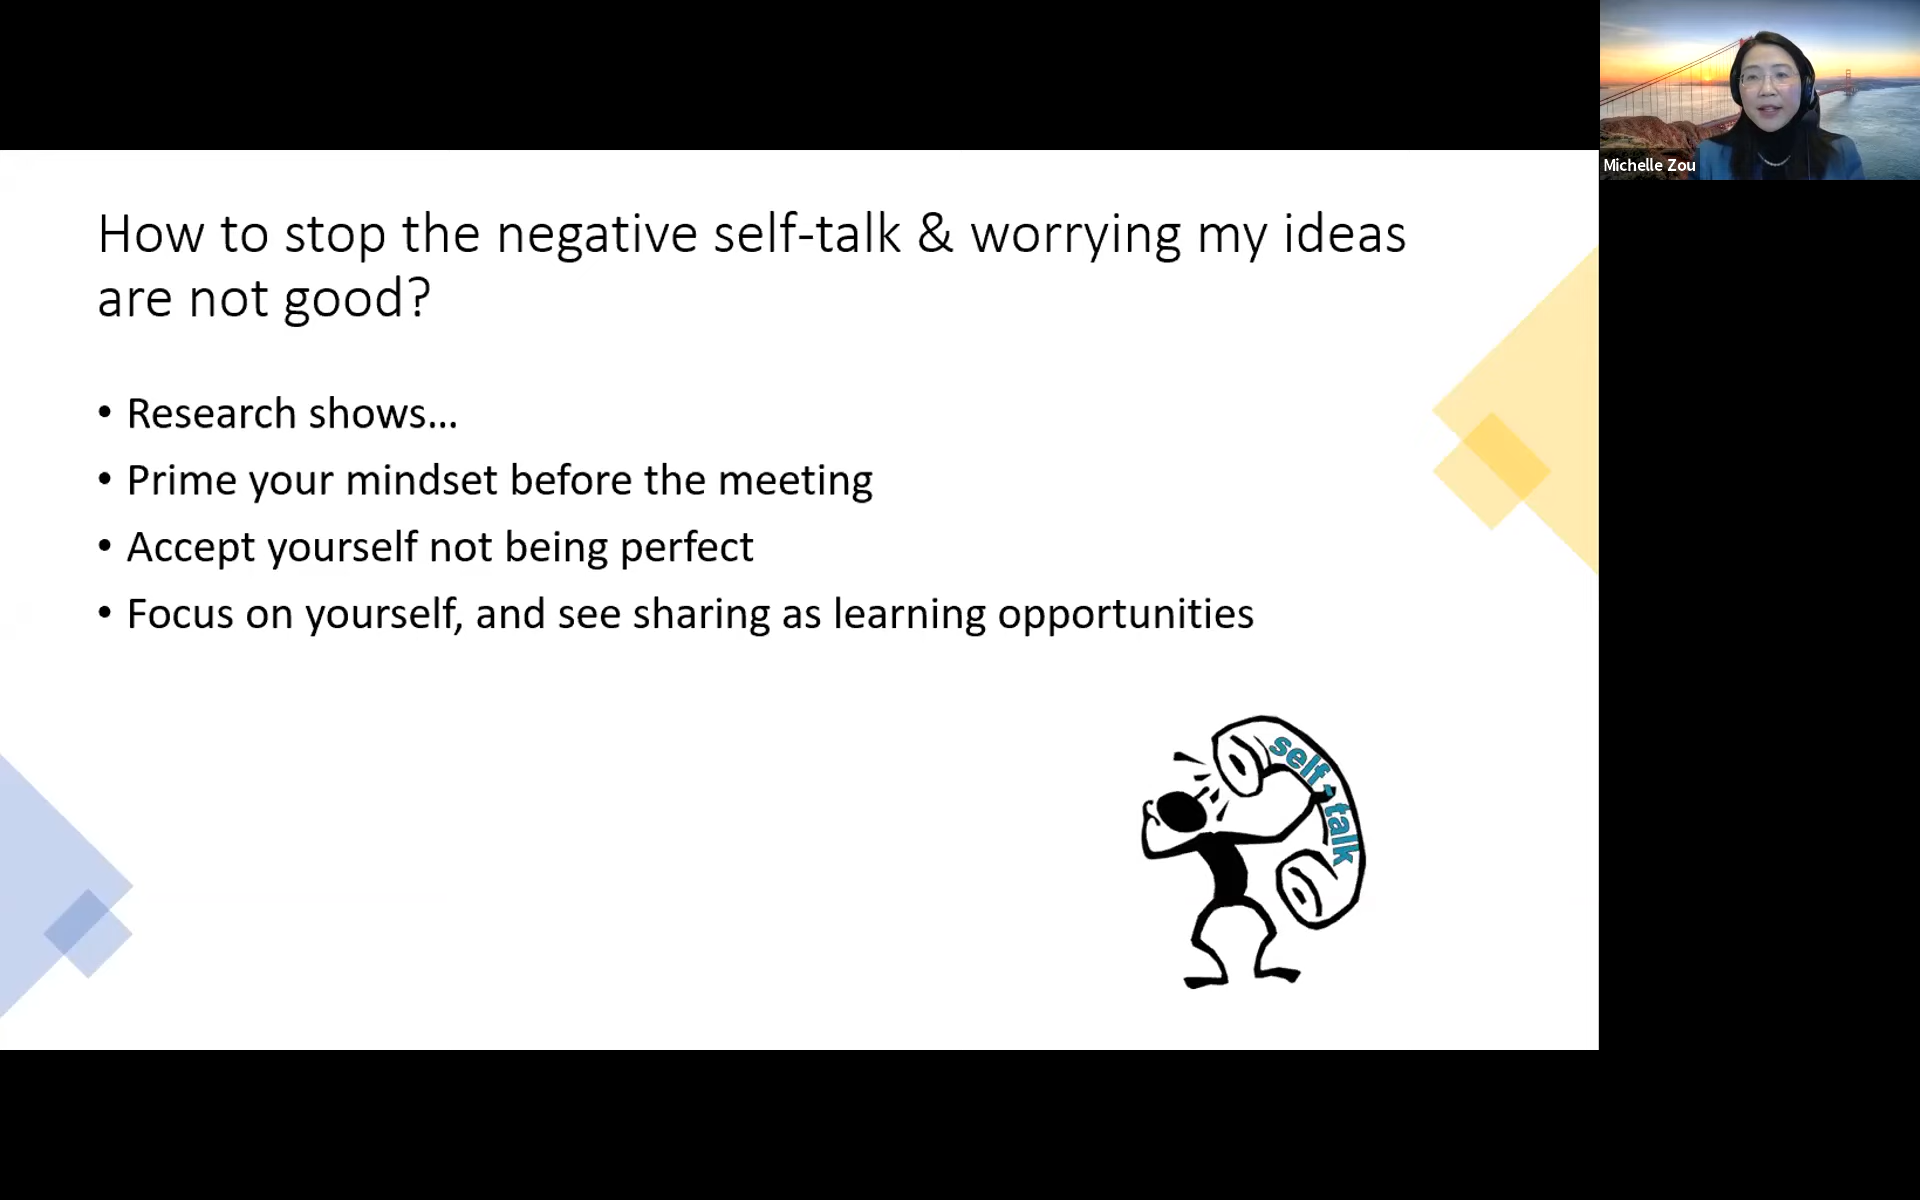 How to stop the negative self-talk & worrying my ideas
are not good?
• Research shows...
• Prime your mindset before the meeting
• Accept yourself not being perfect
• Focus on yourself, and see sharing as learning opportunities
self-talk
Michelle Zou